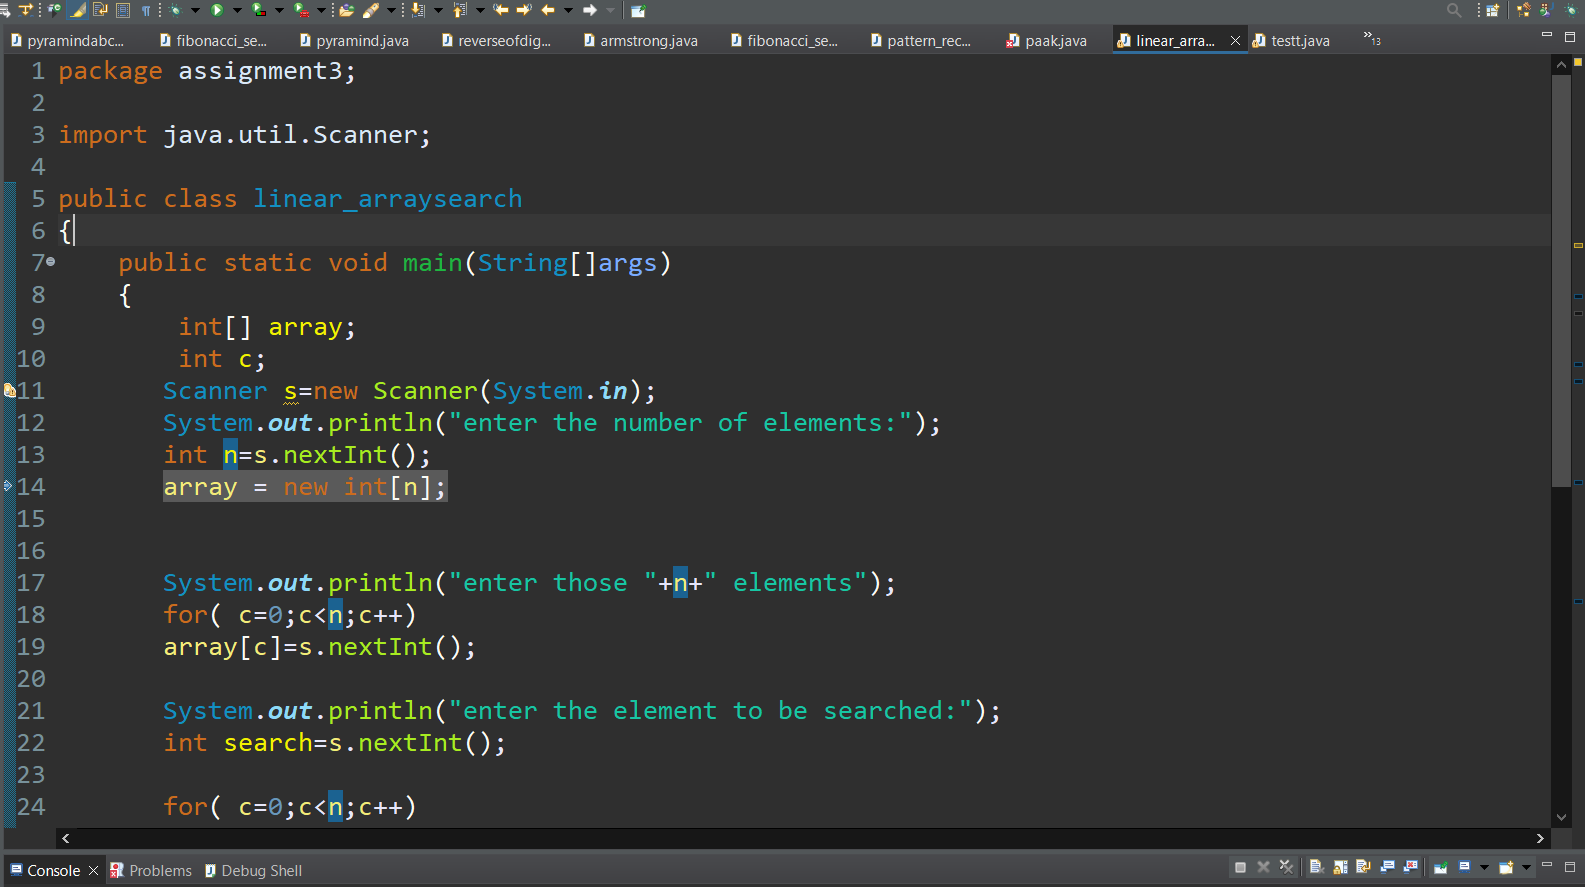 pyramindabc... fibonacci_se... pyramind.java reverseofdig... armstrong.java fibonacci_se... pattern_rec... paak.java linear_arra... testt.java »13
1 package assignment3;
2
3 import java.util.Scanner;
4
5 public class linear_arraysearch
6 {
7 public static void main(String[]args)
8 {
9 int[] array;
10 int c;
11 Scanner s=new Scanner(System.in);
12 System.out.println("enter the number of elements:");
13 int n=s.nextInt();
14 array = new int[n];
15
16
17 System.out.println("enter those "+n+" elements");
18 for( c=0;c<n;c++)
19 array[c]=s.nextInt();
20
21 System.out.println("enter the element to be searched:");
22 int search=s.nextInt();
23
24 for( c=0;c<n;c++)
Console Problems Debug Shell